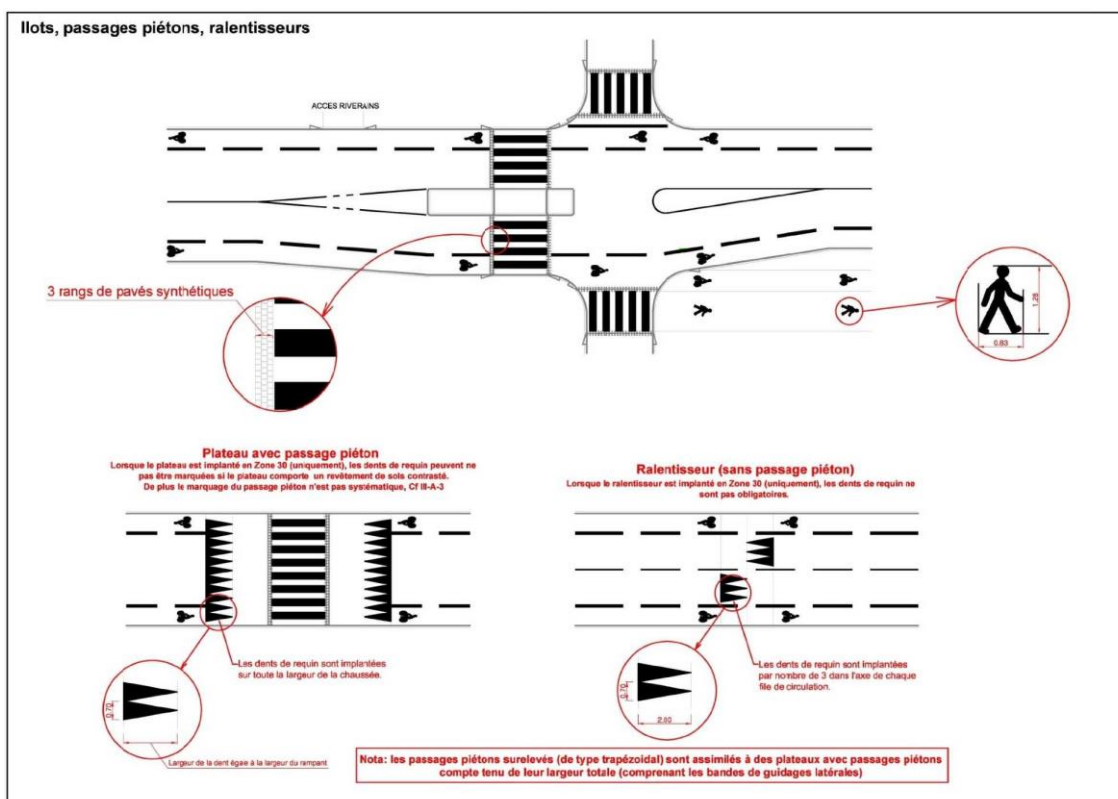 Ilots, passages piétons, ralentisseurs
ACCES RIVERAINS
3 rangs de pavés synthétiques
1.28
0.83
Plateau avec passage piéton
Lorsque le plateau est implanté en Zone 30 (uniquement), les dents de requin peuvent ne
pas être marquées si le plateau comporte un revêtement de sols contrasté.
De plus le marquage du passage piéton n'est pas systématique, Cf III-A-3
Ralentisseur (sans passage piéton)
Lorsque le ralentisseur est implanté en Zone 30 (uniquement), les dents de requin ne
sont pas obligatoires.
Les dents de requin sont implantées
sur toute la largeur de la chaussée.
0.70
Largeur de la dent égale à la largeur du rampant
Les dents de requin sont implantées
par nombre de 3 dans l'axe de chaque
file de circulation.
0.70
2.00
Nota: les passages piétons surelevés (de type trapézoidal) sont assimilés à des plateaux avec passages piétons
compte tenu de leur largeur totale (comprenant les bandes de guidages latérales)